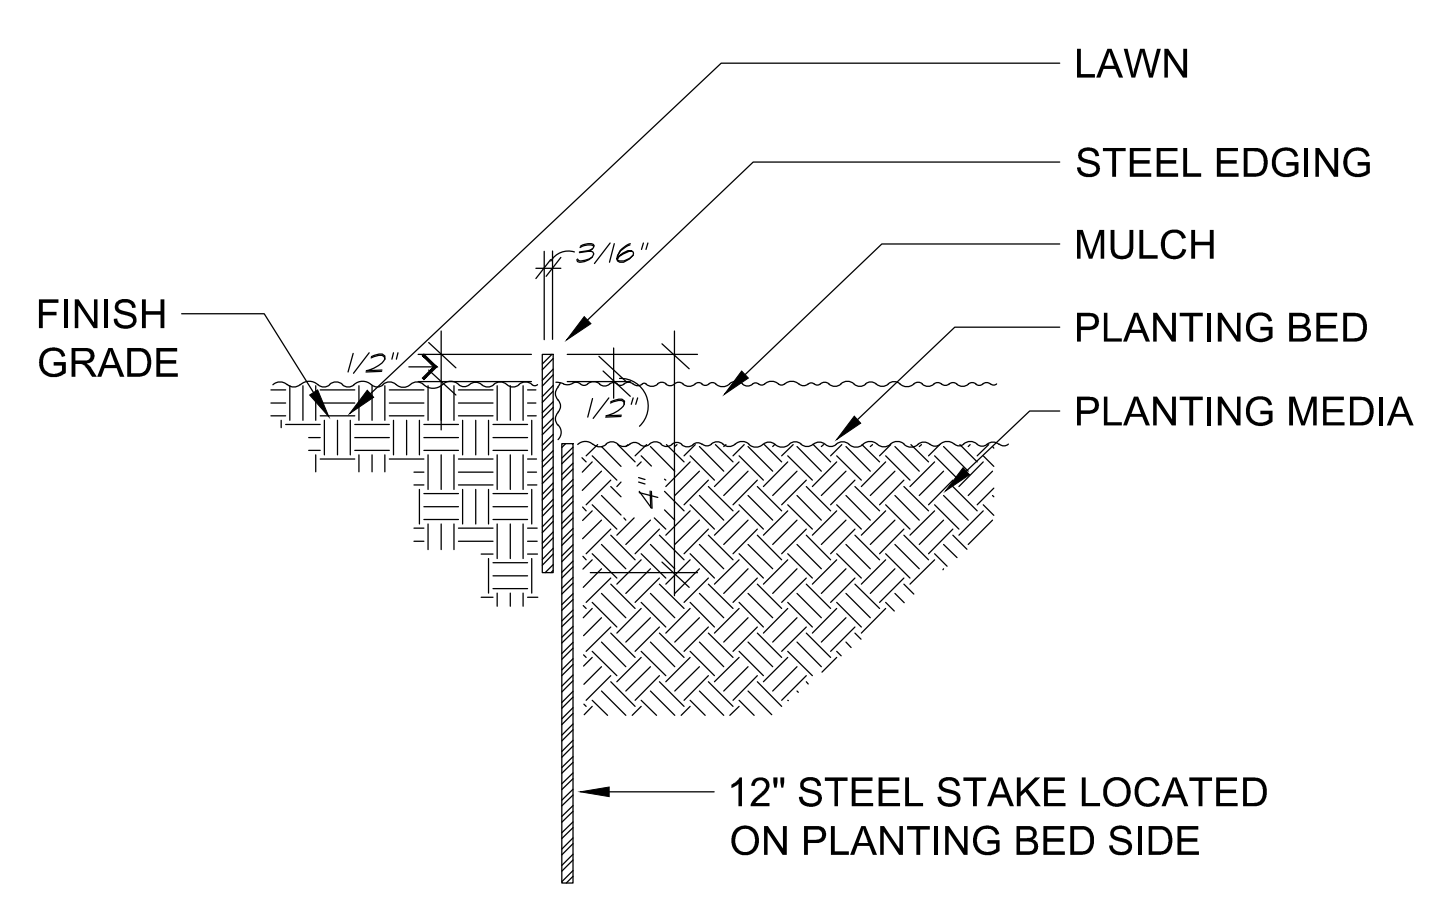 LAWN
STEEL EDGING
MULCH
3/16"
FINISH
GRADE
PLANTING BED
1/2"
1/2"
PLANTING MEDIA
4"
12" STEEL STAKE LOCATED
ON PLANTING BED SIDE